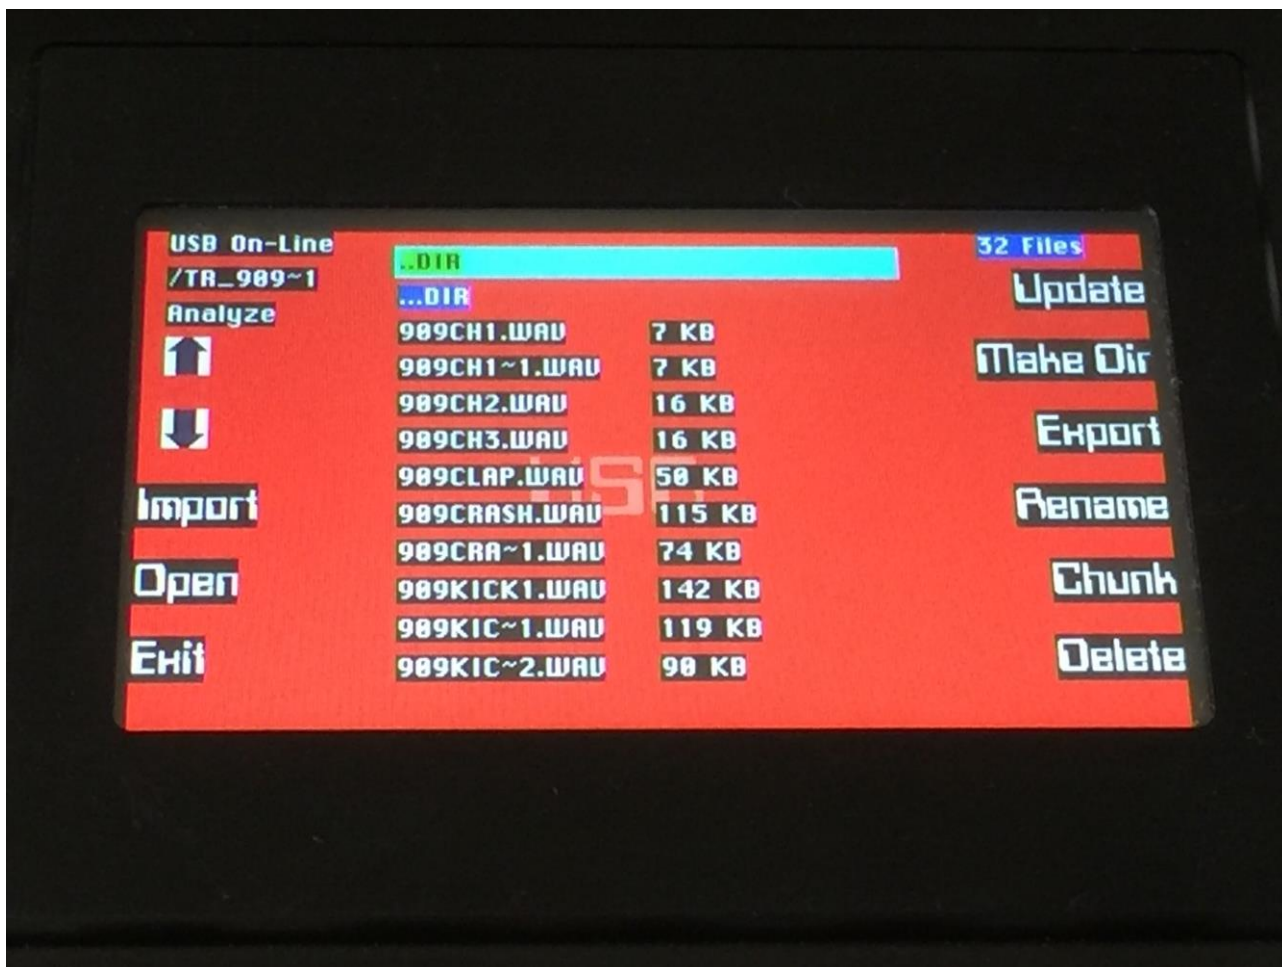 USB On-Line
/TR_909~1
Analyze
Import
Open
Exit
..DIR
...DIR
909CH1.WAV 7 KB
909CH1~1.WAV 7 KB
909CH2.WAV 16 KB
909CH3.WAV 16 KB
909CLAP.WAV 50 KB
909CRASH.WAV 115 KB
909CRA~1.WAV 74 KB
909KICK1.WAV 142 KB
909KIC~1.WAV 119 KB
909KIC~2.WAV 90 KB
USB
32 Files
Update
Make Dir
Export
Rename
Chunk
Delete